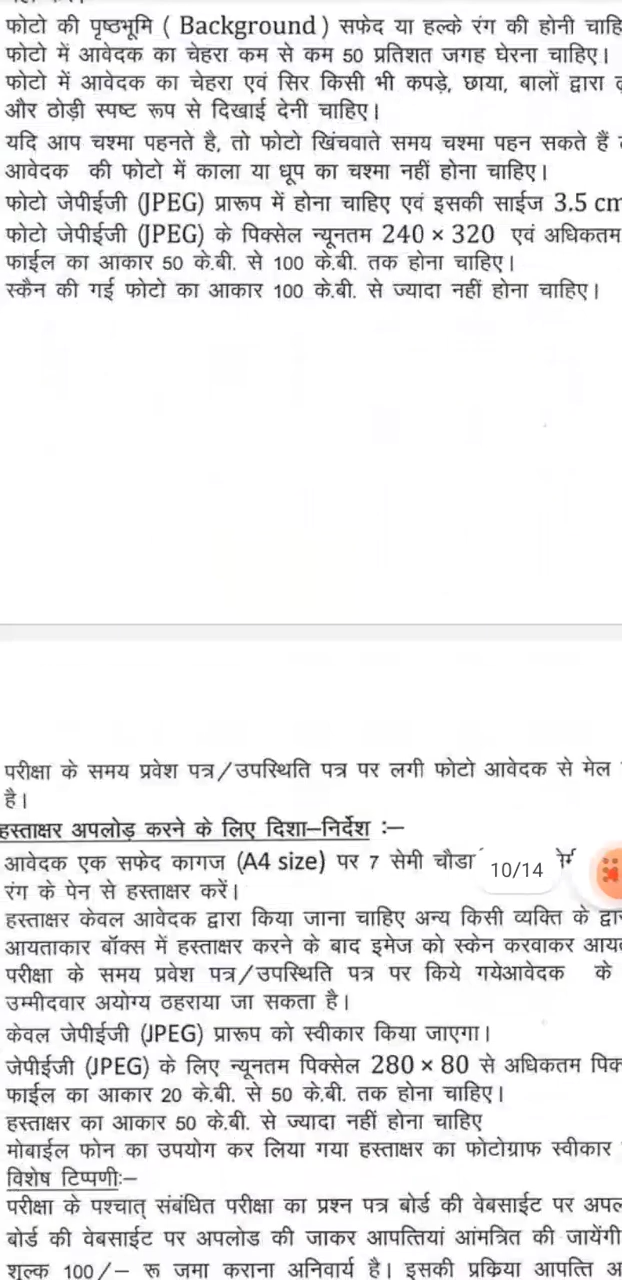 फोटो की पृष्ठभूमि ( Background ) सफेद या हल्के रंग की होनी चाहि
फोटो में आवेदक का चेहरा कम से कम 50 प्रतिशत जगह घेरना चाहिए।
फोटो में आवेदक का चेहरा एवं सिर किसी भी कपड़े, छाया, बालों द्वारा
और ठोड़ी स्पष्ट रूप से दिखाई देनी चाहिए।
यदि आप चश्मा पहनते है, तो फोटो खिंचवाते समय चश्मा पहन सकते हैं
आवेदक की फोटो में काला या धूप का चश्मा नहीं होना चाहिए।
फोटो जेपीईजी (JPEG) प्रारूप में होना चाहिए एवं इसकी साईज 3.5 cm
फोटो जेपीईजी (JPEG) के पिक्सेल न्यूनतम 240 × 320 एवं अधिकतम
फाईल का आकार 50 के.बी. से 100 के.बी. तक होना चाहिए।
स्कैन की गई फोटो का आकार 100 के.बी. से ज्यादा नहीं होना चाहिए।
परीक्षा के समय प्रवेश पत्र/उपस्थिति पत्र पर लगी फोटो आवेदक से मेल
है।
हस्ताक्षर अपलोड़ करने के लिए दिशा–निर्देश :–
आवेदक एक सफेद कागज (A4 size) पर 7 सेमी चौडा
10/14
रंग के पेन से हस्ताक्षर करें।
हस्ताक्षर केवल आवेदक द्वारा किया जाना चाहिए अन्य किसी व्यक्ति के
आयताकार बॉक्स में हस्ताक्षर करने के बाद इमेज को स्केन करवाकर
परीक्षा के समय प्रवेश पत्र/उपस्थिति पत्र पर किये गयेआवेदक के
उम्मीदवार अयोग्य ठहराया जा सकता है।
केवल जेपीईजी (JPEG) प्रारूप को स्वीकार किया जाएगा।
जेपीईजी (JPEG) के लिए न्यूनतम पिक्सेल 280 × 80 से अधिकतम
फाईल का आकार 20 के.बी. से 50 के.बी. तक होना चाहिए।
हस्ताक्षर का आकार 50 के.बी. से ज्यादा नहीं होना चाहिए
मोबाईल फोन का उपयोग कर लिया गया हस्ताक्षर का फोटोग्राफ स्वीकार
विशेष टिप्पणीः–
परीक्षा के पश्चात् संबंधित परीक्षा का प्रश्न पत्र बोर्ड की वेबसाईट पर
बोर्ड की वेबसाईट पर अपलोड की जाकर आपत्तियां आंमत्रित की जायेंगी
शुल्क 100/– रू जमा कराना अनिवार्य है। इसकी प्रकिया आपत्ति